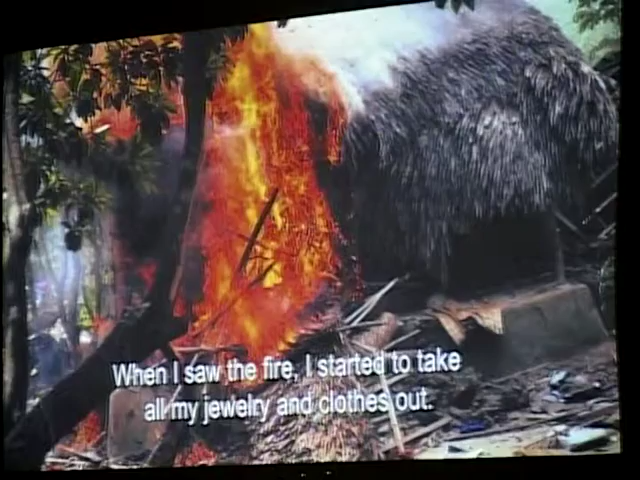 When I saw the fire, I started to take
all my jewelry and clothes out.